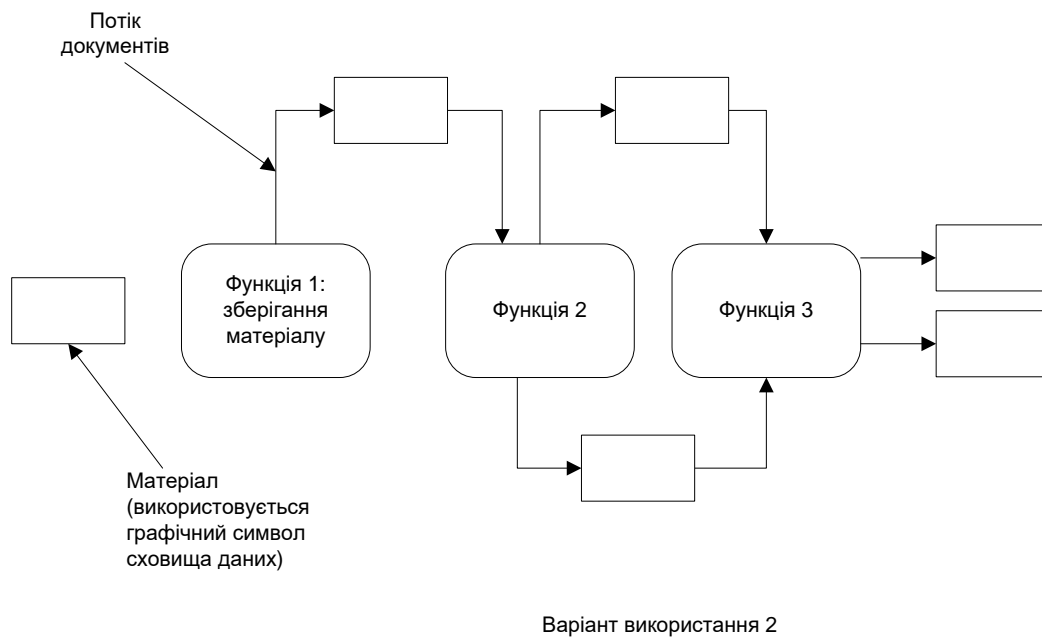 Потік
документів
Функція 1:
зберігання
матеріалу
Функція 2
Функція 3
Матеріал
(використовується
графічний символ
сховища даних)
Варіант використання 2